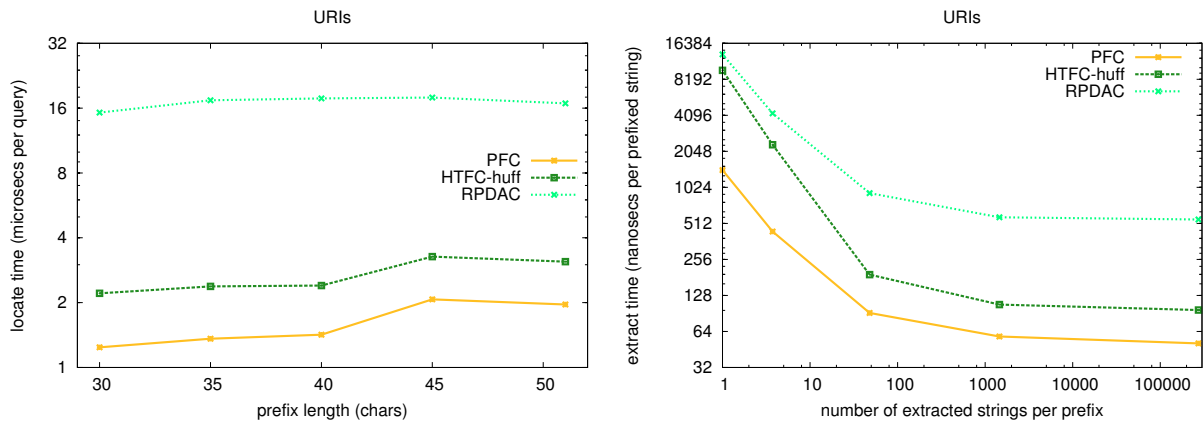 URIs
locate time (microsecs per query)
32
16
8
4
2
1
PFC
HTFC-huff
RPDAC
30 35 40 45 50
prefix length (chars)
URIs
extract time (nanosecs per prefixed string)
16384
8192
4096
2048
1024
512
256
128
64
32
PFC
HTFC-huff
RPDAC
1 10 100 1000 10000 100000
number of extracted strings per prefix